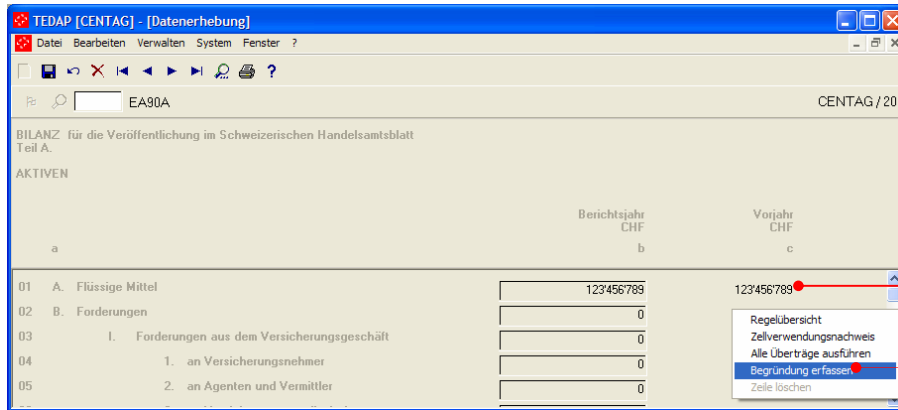 TEDAP [CENTAG] - [Datenerhebung]
Datei Bearbeiten Verwalten System Fenster ?
EA90A CENTAG / 20
BILANZ für die Veröffentlichung im Schweizerischen Handelsamtsblatt
Teil A.
AKTIVEN
Berichtsjahr Vorjahr
CHF CHF
a b c
01 A. Flüssige Mittel 123'456'789 123'456'789
02 B. Forderungen 0
03 I. Forderungen aus dem Versicherungsgeschäft 0
04 1. an Versicherungsnehmer 0
05 2. an Agenten und Vermittler 0
Regelübersicht
Zellverwendungsnachweis
Alle Überträge ausführen
Begründung erfassen
Zeile löschen